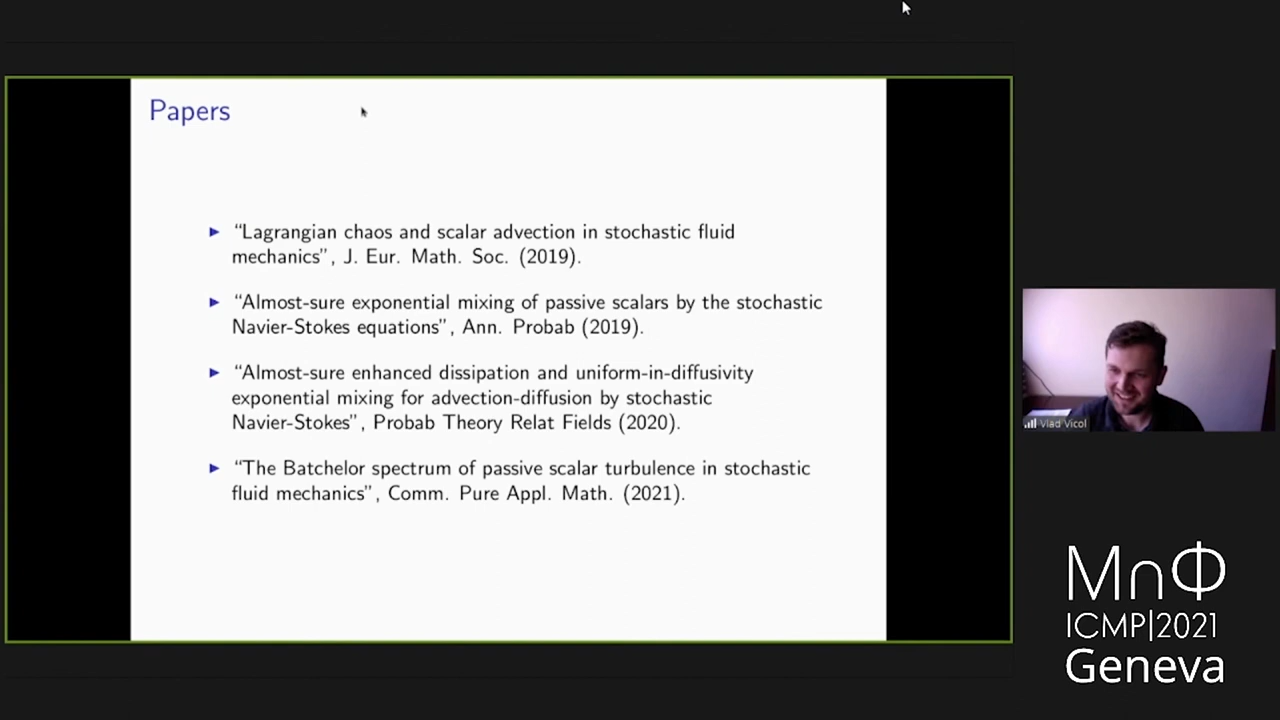 Papers
► “Lagrangian chaos and scalar advection in stochastic fluid
mechanics”, J. Eur. Math. Soc. (2019).
► “Almost-sure exponential mixing of passive scalars by the stochastic
Navier-Stokes equations”, Ann. Probab (2019).
► “Almost-sure enhanced dissipation and uniform-in-diffusivity
exponential mixing for advection-diffusion by stochastic
Navier-Stokes”, Probab Theory Relat Fields (2020).
► “The Batchelor spectrum of passive scalar turbulence in stochastic
fluid mechanics”, Comm. Pure Appl. Math. (2021).
Vlad Vicol
M∩Φ
ICMP|2021
Geneva